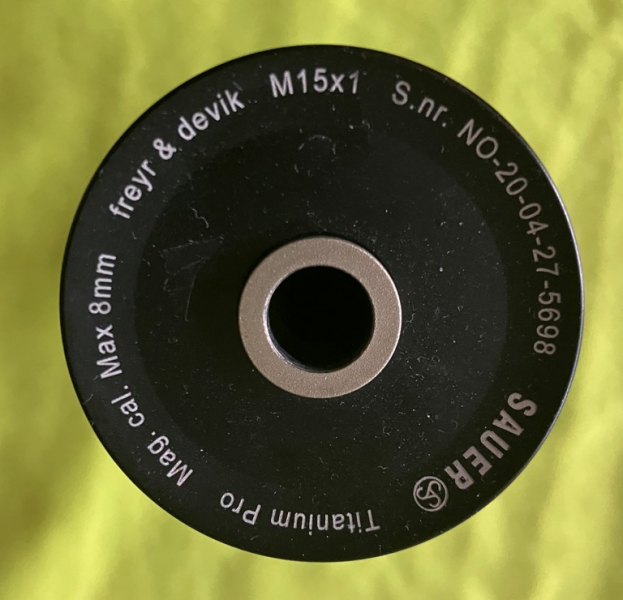 freyr & devik
M15x1
S.nr. NO-20-04-27-5698
SAUER
Titanium Pro
Mag. cal. Max 8mm